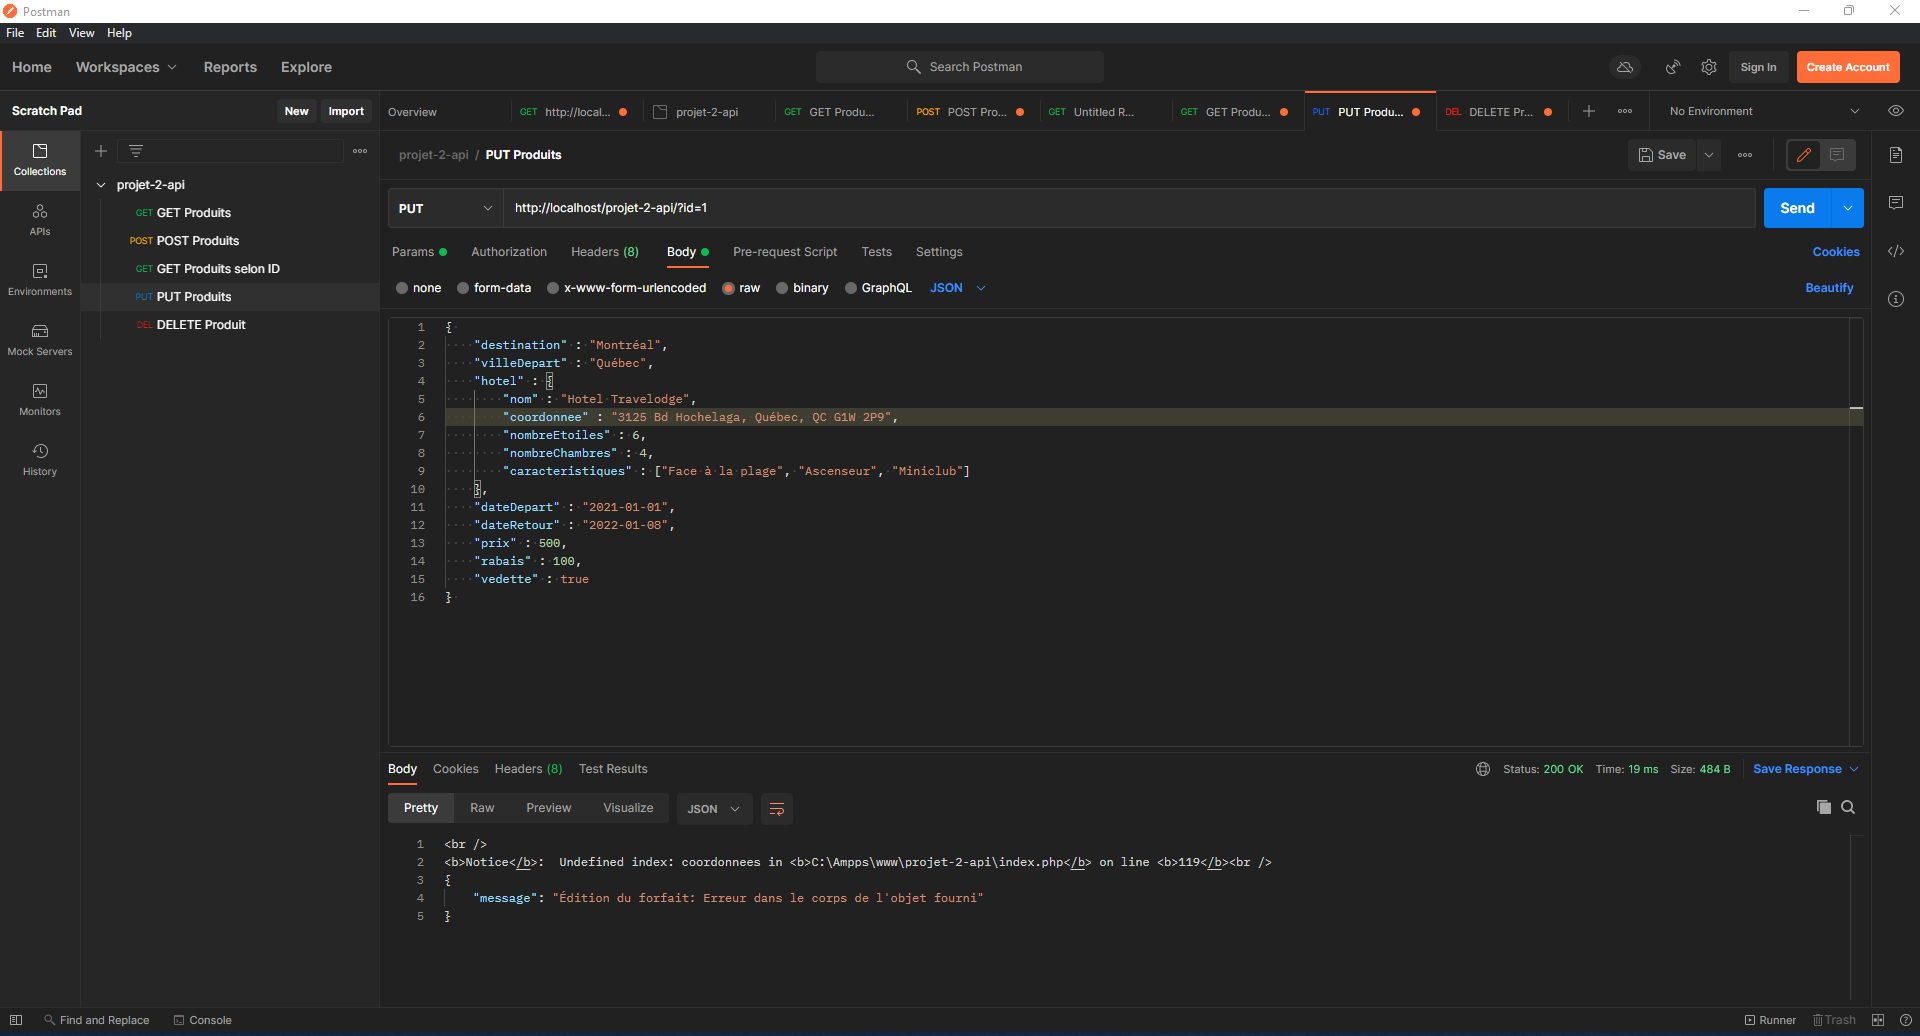 Postman
File Edit View Help
Home Workspaces Reports Explore Search Postman Sign In Create Account
Scratch Pad New Import Overview GET http://local... projet-2-api GET GET Produ... POST POST Pro... GET Untitled R... GET GET Produ... PUT PUT Produ... DEL DELETE Pr... No Environment
Collections
APIs
Environments
Mock Servers
Monitors
History
projet-2-api
GET GET Produits
POST POST Produits
GET GET Produits selon ID
PUT PUT Produits
DEL DELETE Produit
projet-2-api / PUT Produits Save
PUT http://localhost/projet-2-api/?id=1 Send
Params Authorization Headers (8) Body Pre-request Script Tests Settings Cookies
none form-data x-www-form-urlencoded raw binary GraphQL JSON Beautify
1 {
2 "destination" : "Montréal",
3 "villeDepart" : "Québec",
4 "hotel" : {
5 "nom" : "Hotel Travelodge",
6 "coordonnee" : "3125 Bd Hochelaga, Québec, QC G1W 2P9",
7 "nombreEtoiles" : 6,
8 "nombreChambres" : 4,
9 "caracteristiques" : ["Face à la plage", "Ascenseur", "Miniclub"]
10 },
11 "dateDepart" : "2021-01-01",
12 "dateRetour" : "2022-01-08",
13 "prix" : 500,
14 "rabais" : 100,
15 "vedette" : true
16 }
Body Cookies Headers (8) Test Results Status: 200 OK Time: 19 ms Size: 484 B Save Response
Pretty Raw Preview Visualize JSON
1 <br />
2 <b>Notice</b>:  Undefined index: coordonnees in <b>C:\Ampps\www\projet-2-api\index.php</b> on line <b>119</b><br />
3 {
4 "message": "Édition du forfait: Erreur dans le corps de l'objet fourni"
5 }
Find and Replace Console Runner Trash